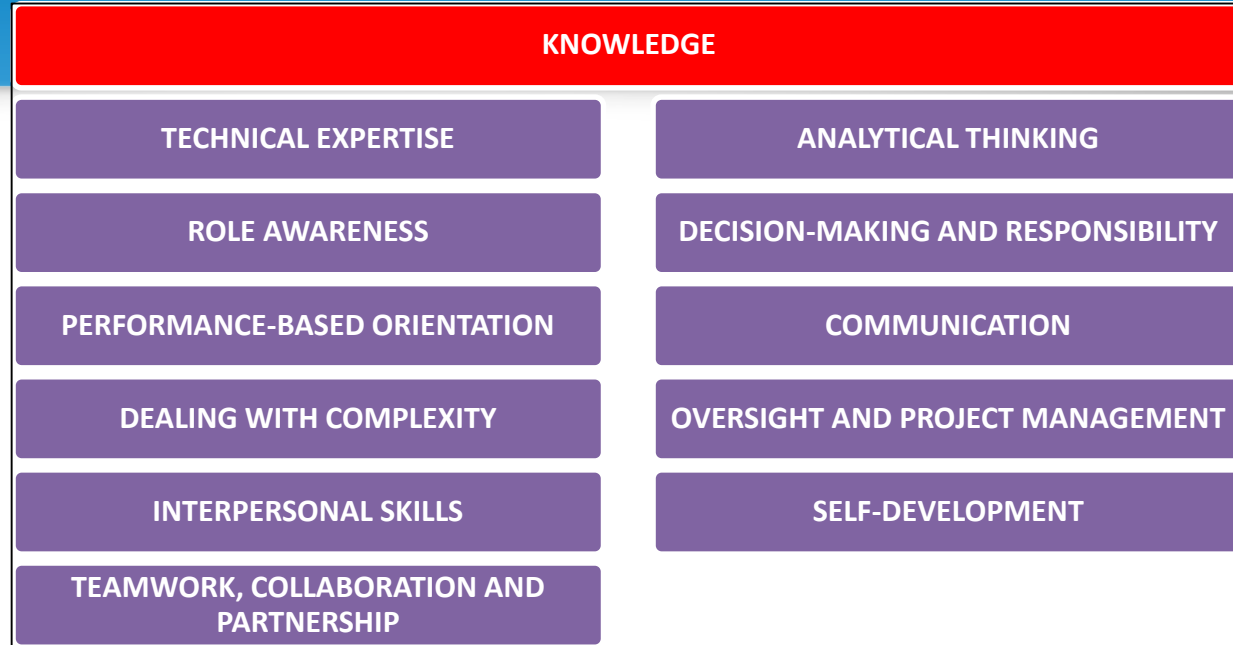 KNOWLEDGE
TECHNICAL EXPERTISE
ANALYTICAL THINKING
ROLE AWARENESS
DECISION-MAKING AND RESPONSIBILITY
PERFORMANCE-BASED ORIENTATION
COMMUNICATION
DEALING WITH COMPLEXITY
OVERSIGHT AND PROJECT MANAGEMENT
INTERPERSONAL SKILLS
SELF-DEVELOPMENT
TEAMWORK, COLLABORATION AND
PARTNERSHIP